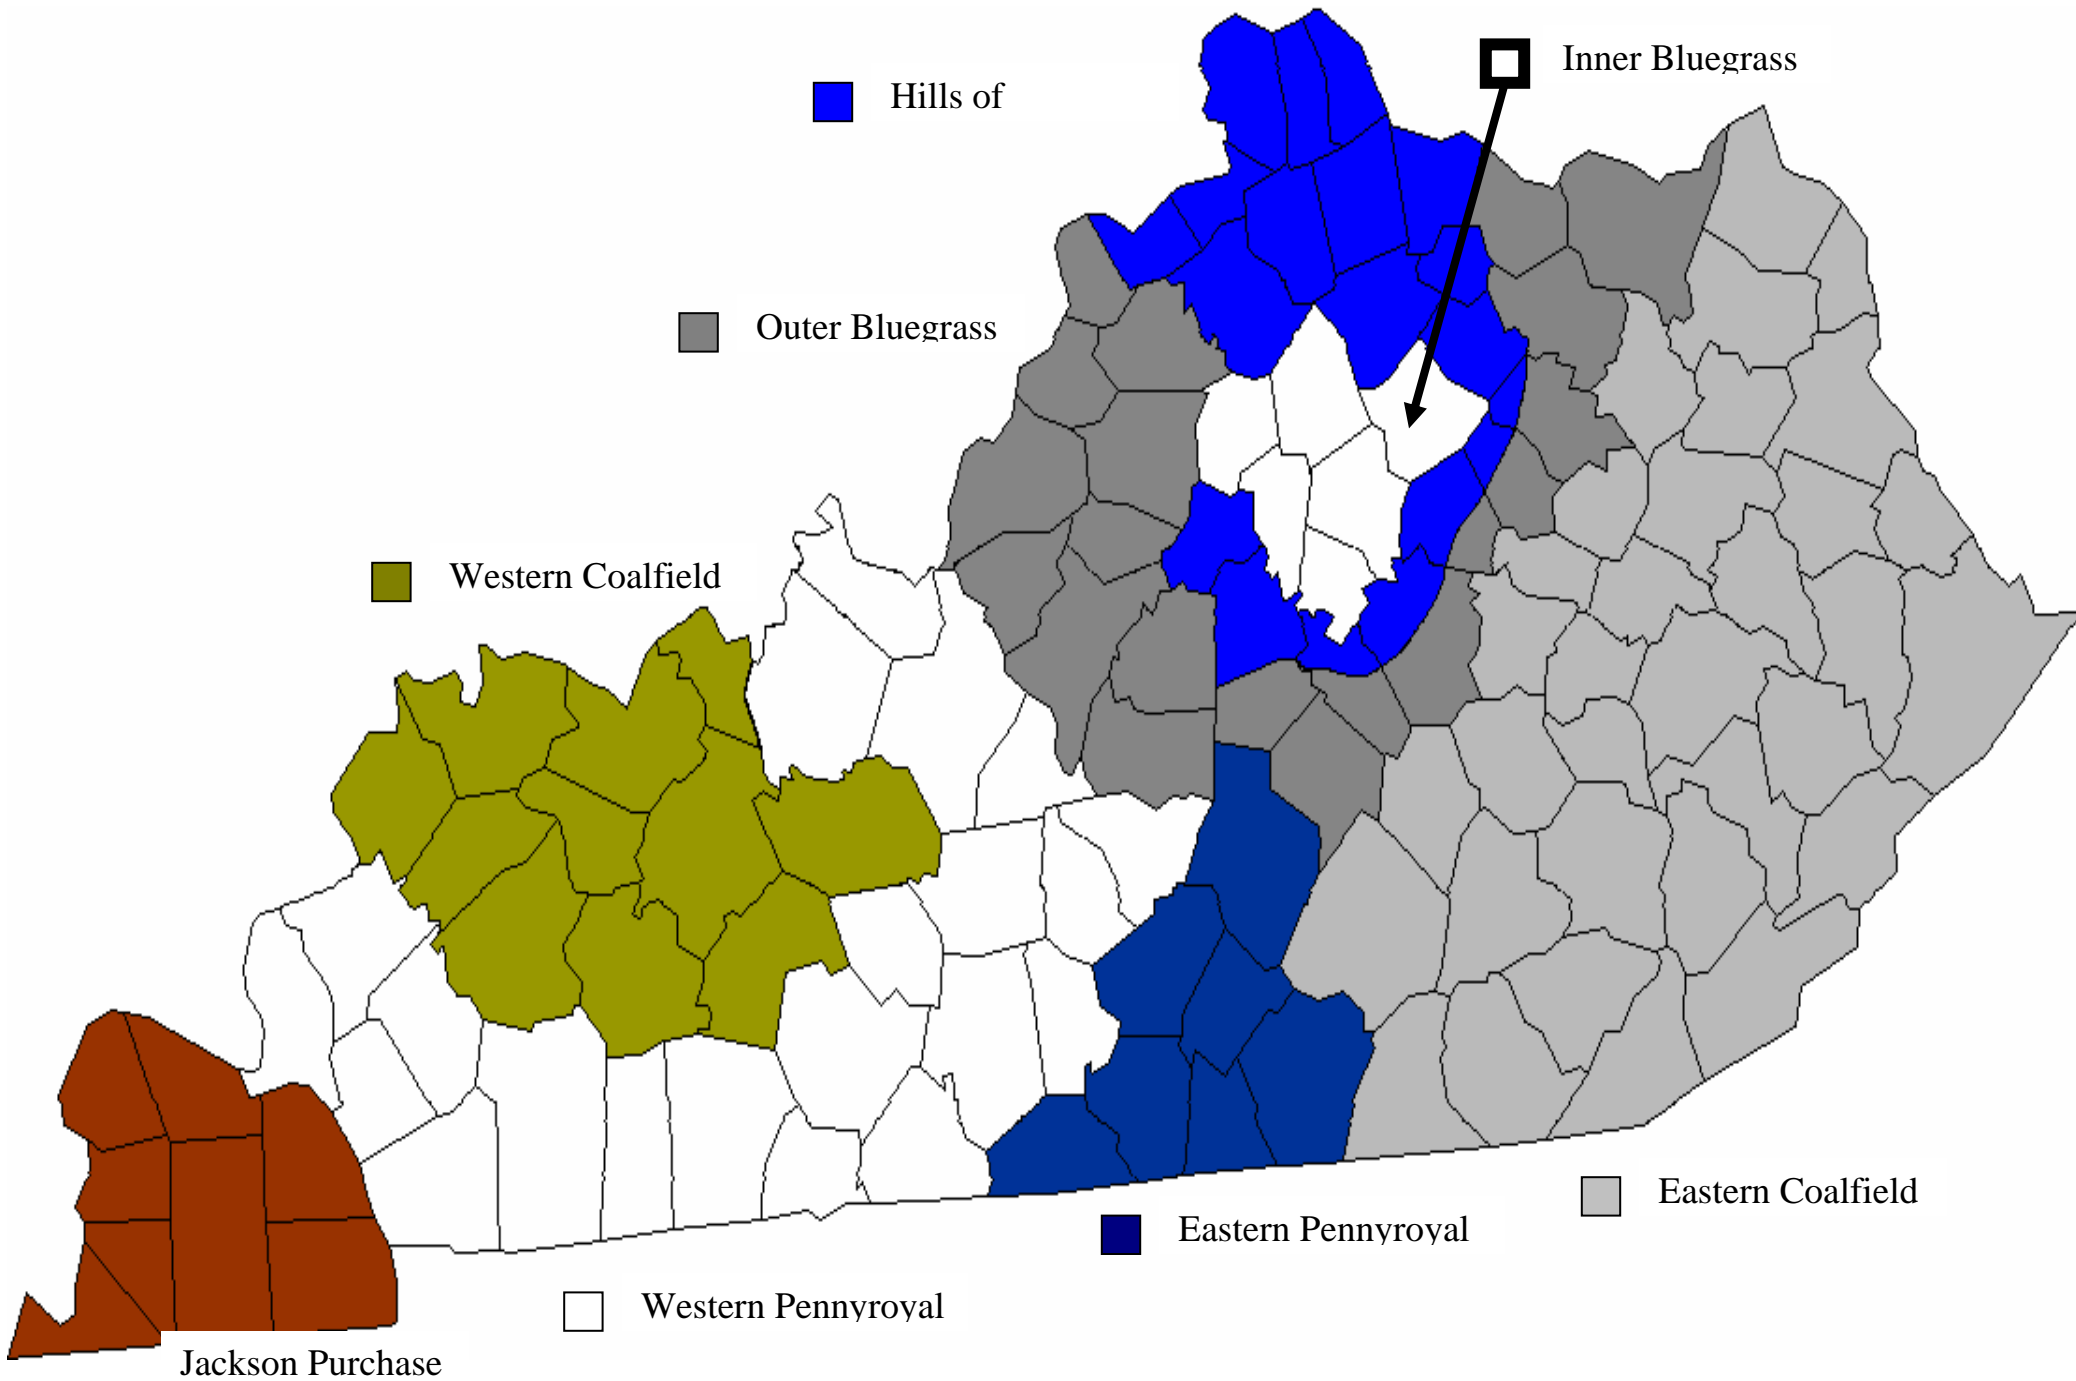 Inner Bluegrass
Hills of
Outer Bluegrass
Western Coalfield
Eastern Coalfield
Eastern Pennyroyal
Western Pennyroyal
Jackson Purchase